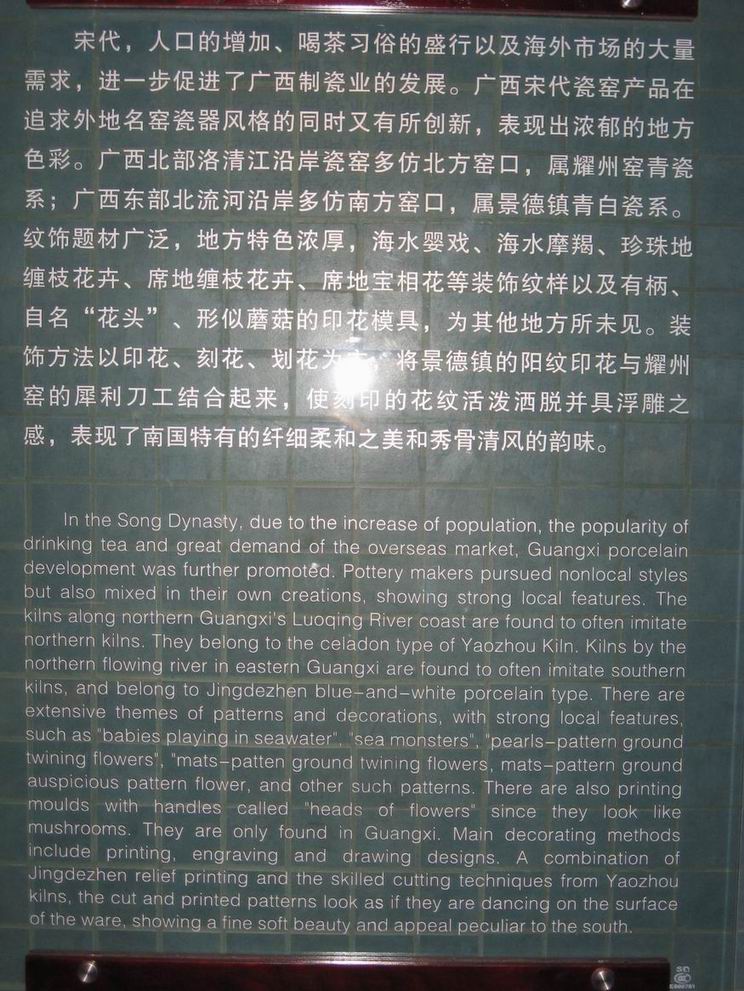 宋代，人口的增加、喝茶习俗的盛行以及海外市场的大量
需求，进一步促进了广西制瓷业的发展。广西宋代瓷窑产品在
追求外地名窑瓷器风格的同时又有所创新，表现出浓郁的地方
色彩。广西北部洛清江沿岸瓷窑多仿北方窑口，属耀州窑青瓷
系；广西东部北流河沿岸多仿南方窑口，属景德镇青白瓷系。
纹饰题材广泛，地方特色浓厚，海水婴戏、海水摩羯、珍珠地
缠枝花卉、席地缠枝花卉、席地宝相花等装饰纹样以及有柄、
自名“花头”、形似蘑菇的印花模具，为其他地方所未见。装
饰方法以印花、刻花、划花为，将景德镇的阳纹印花与耀州
窑的犀利刀工结合起来，使刻印的花纹活泼洒脱并具浮雕之
感，表现了南国特有的纤细柔和之美和秀骨清风的韵味。
In the Song Dynasty, due to the increase of population, the popularity of
drinking tea and great demand of the overseas market, Guangxi porcelain
development was further promoted. Pottery makers pursued nonlocal styles
but also mixed in their own creations, showing strong local features. The
kilns along northern Guangxi's Luoqing River coast are found to often imitate
northern kilns. They belong to the celadon type of Yaozhou Kiln. Kilns by the
northern flowing river in eastern Guangxi are found to often imitate southern
kilns, and belong to Jingdezhen blue-and-white porcelain type. There are
extensive themes of patterns and decorations, with strong local features,
such as "babies playing in seawater", "sea monsters", "pearls-pattern ground
twining flowers", "mats-patten ground twining flowers, mats-pattern ground
auspicious pattern flower, and other such patterns. There are also printing
moulds with handles called "heads of flowers" since they look like
mushrooms. They are only found in Guangxi. Main decorating methods
include printing, engraving and drawing designs. A combination of
Jingdezhen relief printing and the skilled cutting techniques from Yaozhou
kilns, the cut and printed patterns look as if they are dancing on the surface
of the ware, showing a fine soft beauty and appeal peculiar to the south.